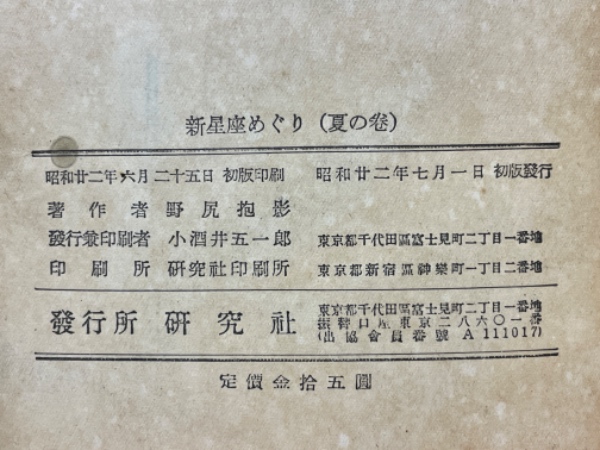 新星座めぐり（夏の卷）
昭和廿二年六月二十五日 初版印刷 昭和廿二年七月一日 初版發行
著作者 野尻抱影
發行兼印刷者 小酒井五一郎 東京都千代田區富士見町二丁目一番地
印刷所 研究社印刷所 東京都新宿區神樂町一丁目二番地
發行所 研究社 東京都千代田區富士見町二丁目一番地
振替口座東京二八六〇一番
(出協會員番號 A 111017)
定價金拾五圓